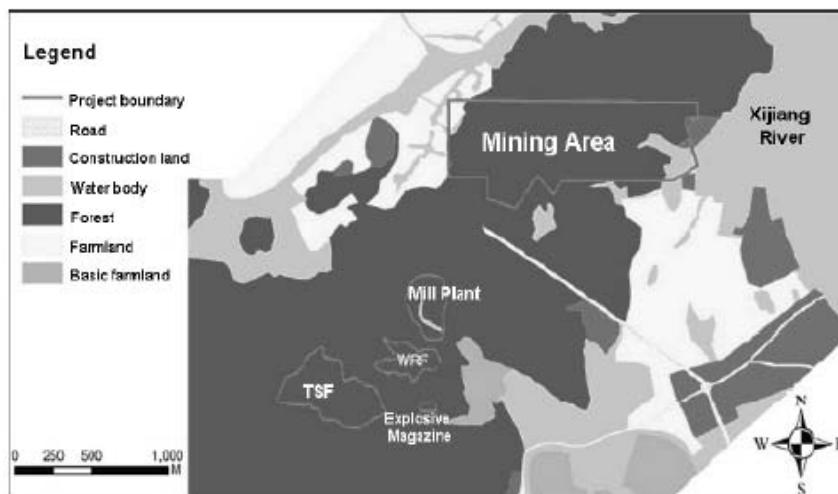 Legend
Project boundary
Road
Construction land
Water body
Forest
Farmland
Basic farmland
Mining Area
Xijiang
River
Mill Plant
WRF
TSF
Explosive
Magazine
0 250 500 1,000
M
N
W E
S